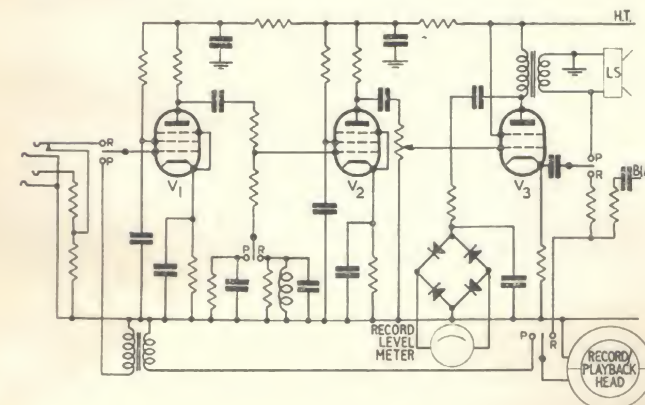 H.T.
LS
R
P
V1
V2
V3
P
R
P R
RECORD
LEVEL
METER
P
R
RECORD/
PLAYBACK
HEAD